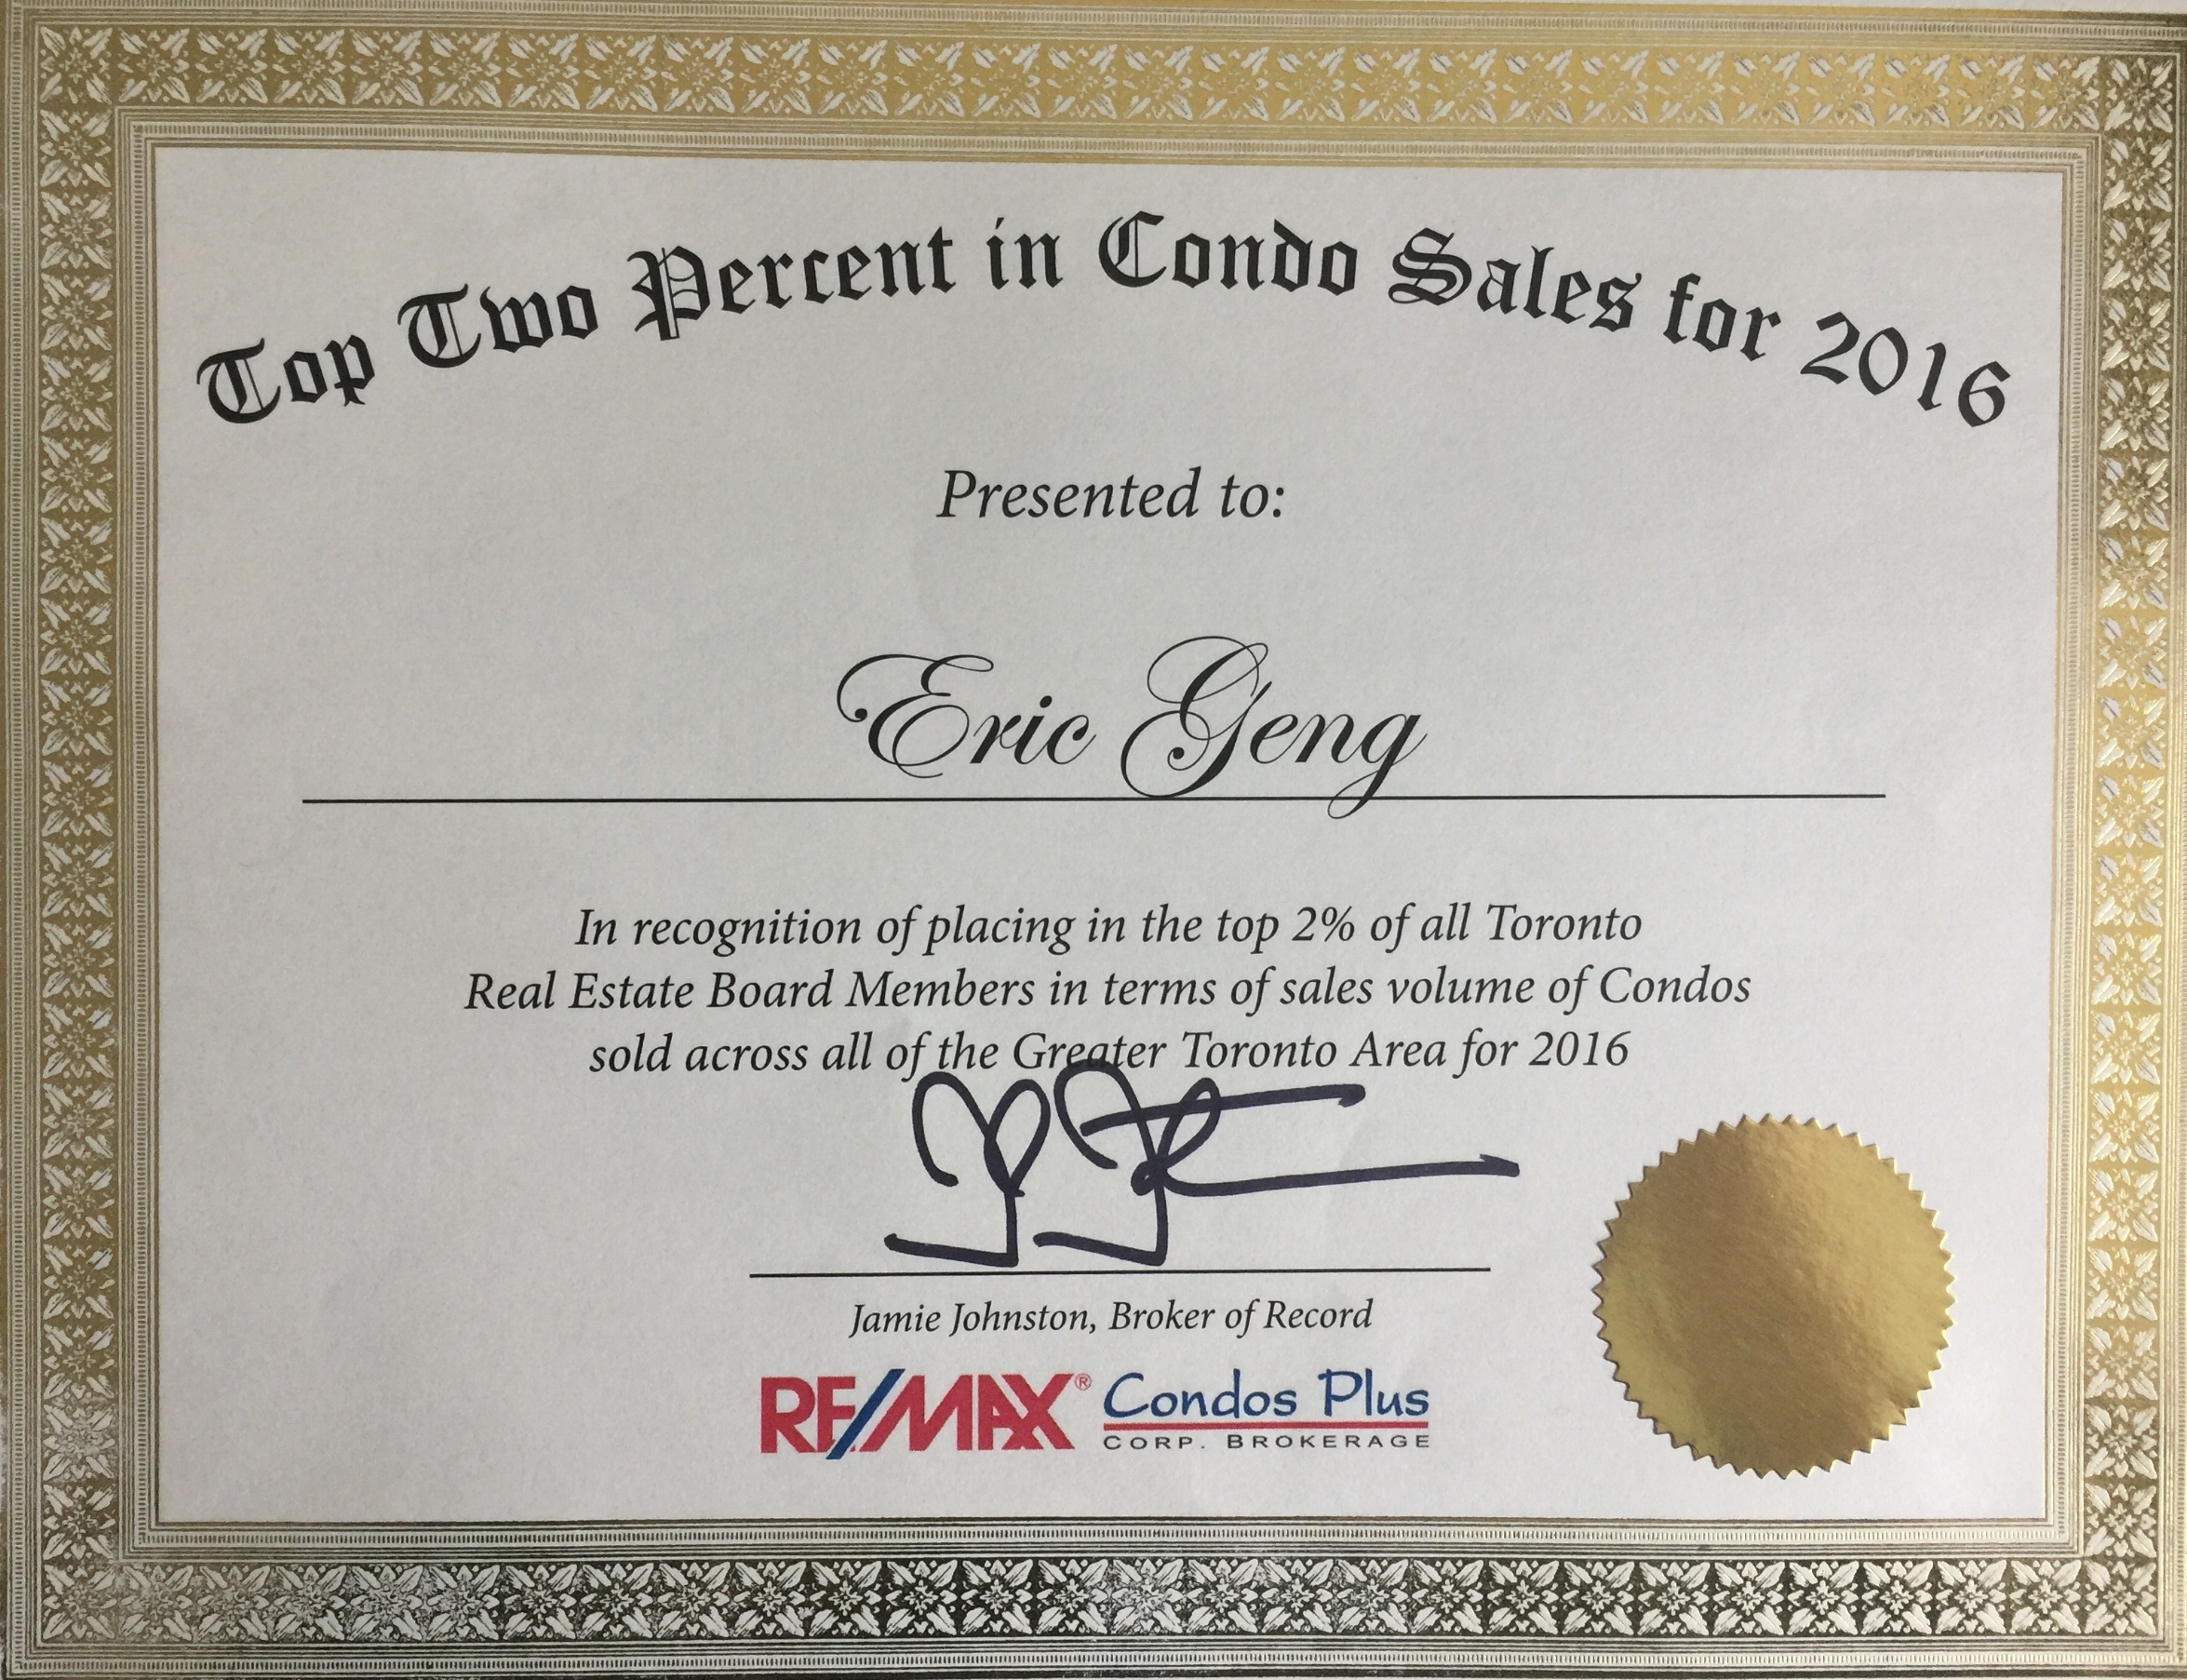 Top Two Percent in Condo Sales for 2016
Presented to:
Eric Geng
In recognition of placing in the top 2% of all Toronto
Real Estate Board Members in terms of sales volume of Condos
sold across all of the Greater Toronto Area for 2016
Jamie Johnston, Broker of Record
RE/MAX® Condos Plus
CORP. BROKERAGE